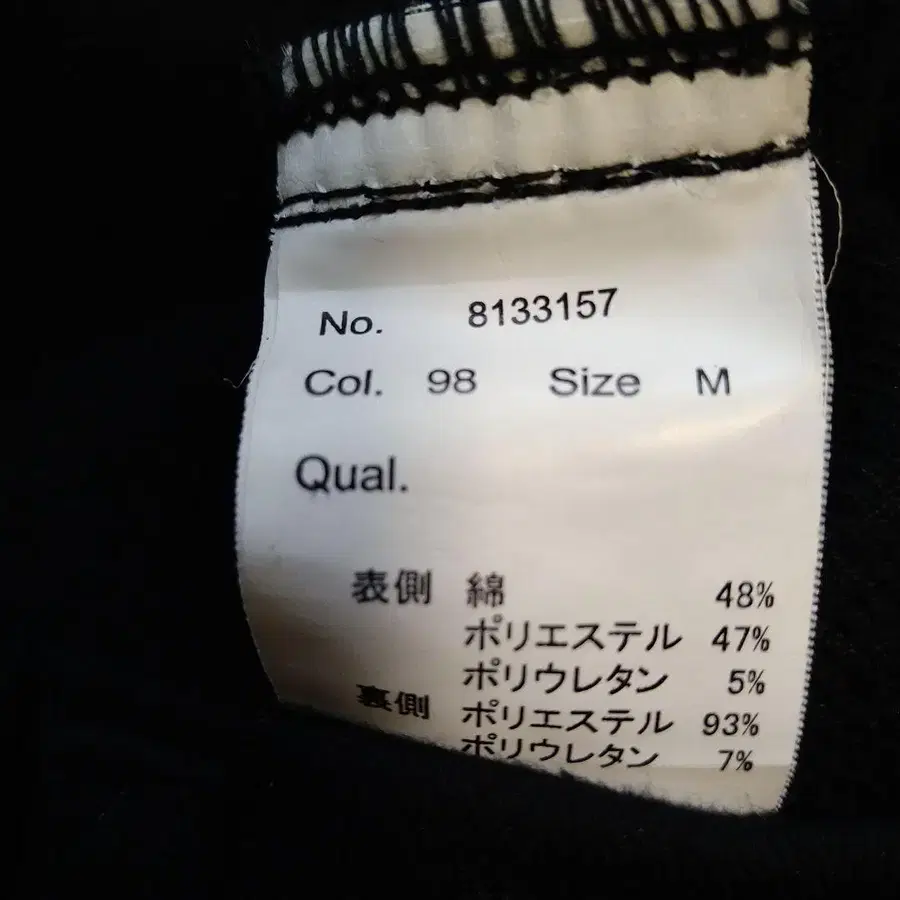 No. 8133157
Col. 98 Size M
Qual.
表側 綿 48%
ポリエステル 47%
ポリウレタン 5%
裏側 ポリエステル 93%
ポリウレタン 7%